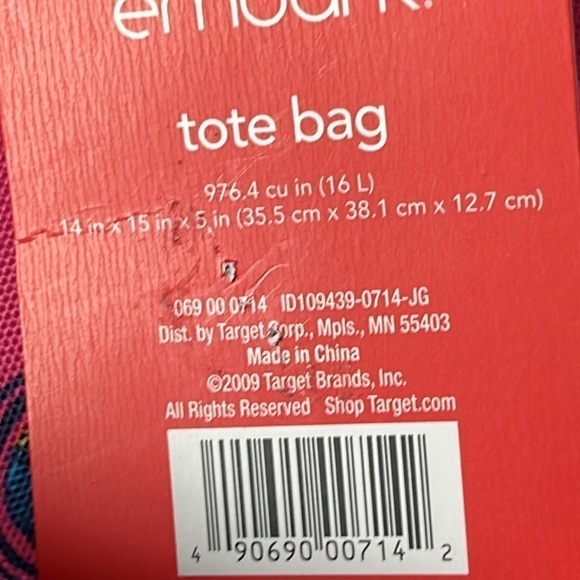 embark.
tote bag
976.4 cu in (16 L)
14 in x 15 in x 5 in (35.5 cm x 38.1 cm x 12.7 cm)
069 00 0714 ID109439-0714-JG
Dist. by Target Corp., Mpls., MN 55403
Made in China
©2009 Target Brands, Inc.
All Rights Reserved Shop Target.com
4 90690 00714 2